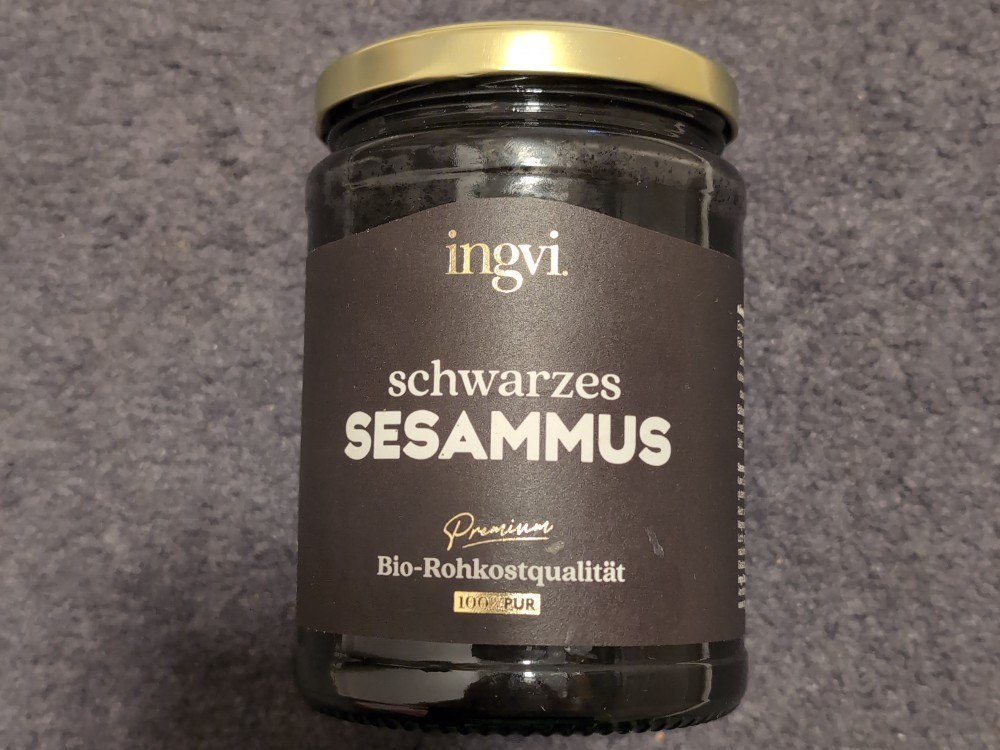 ingvi.
schwarzes
SESAMMUS
Premium
Bio-Rohkostqualität
100% PUR